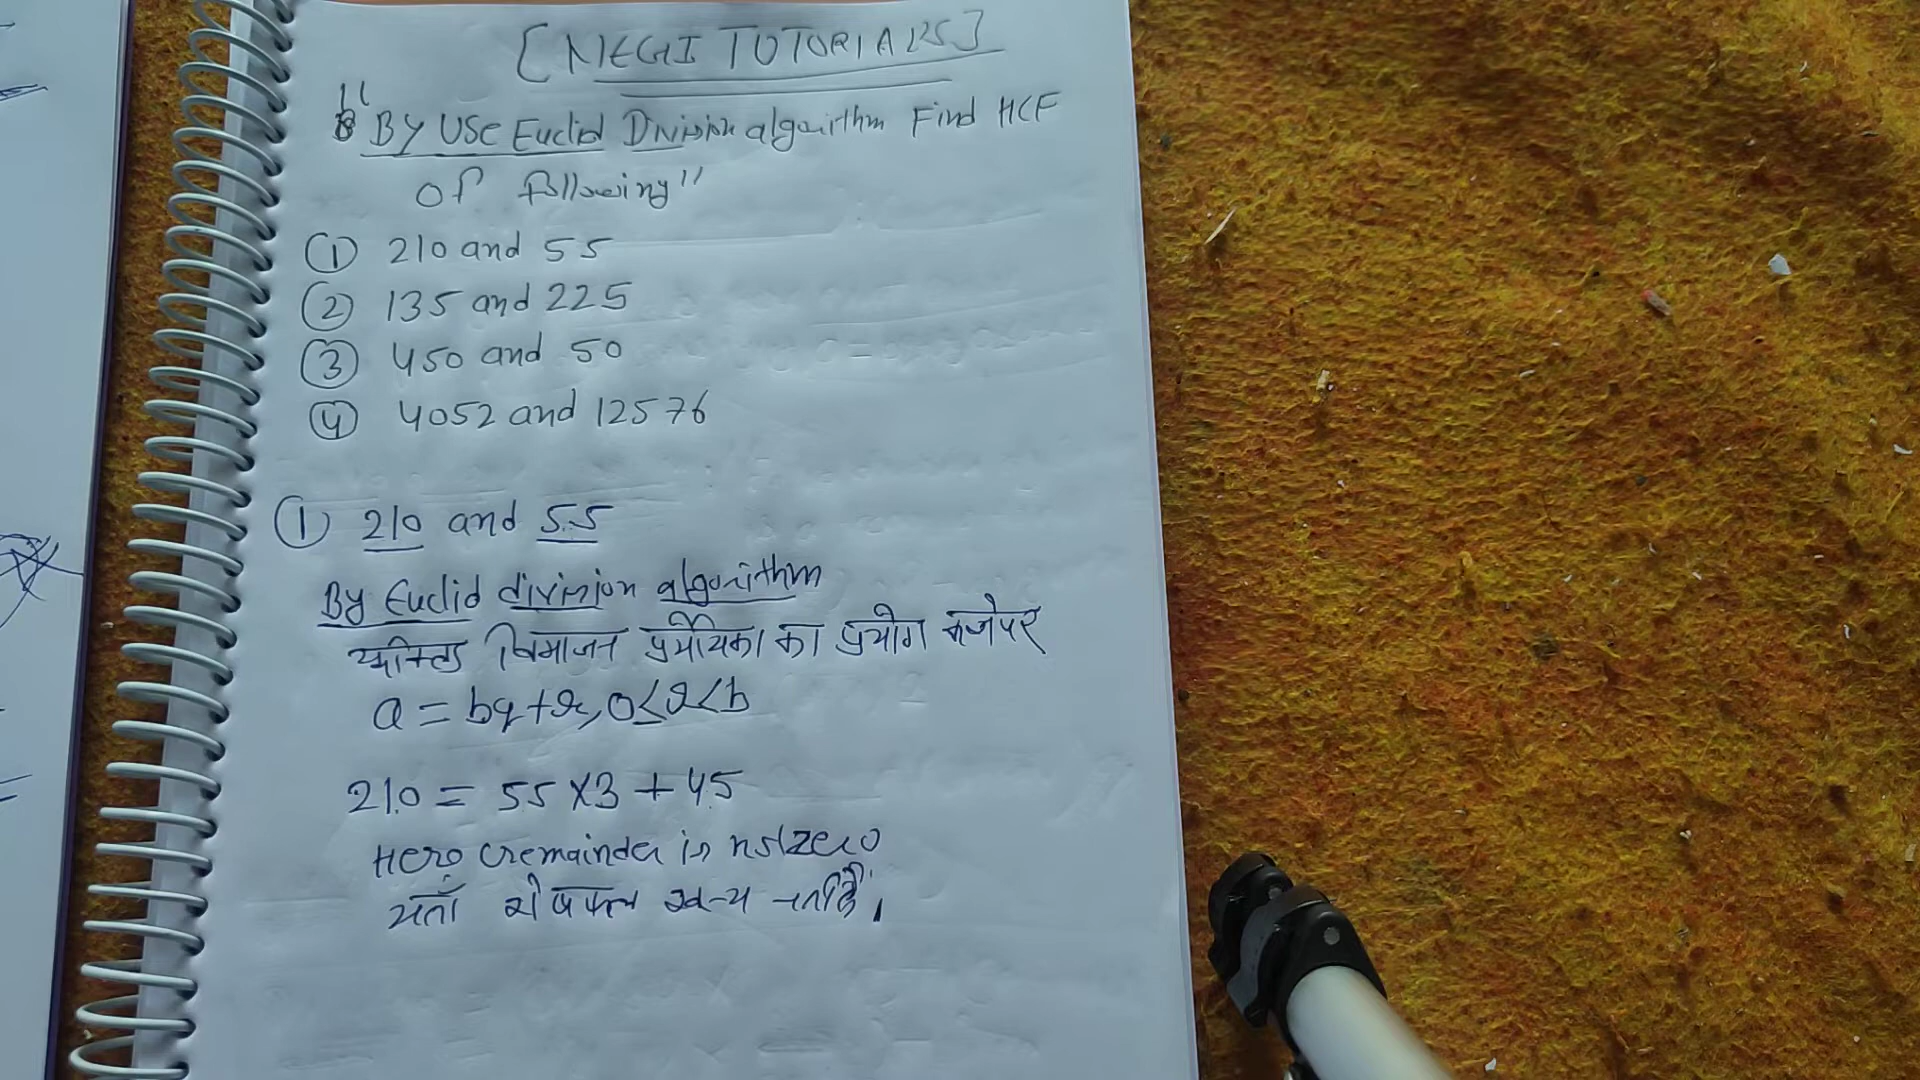 [NEGI TUTORIALS]
"By Use Euclid Division algorithm Find HCF
of following"
① 210 and 55
② 135 and 225
③ 450 and 50
④ 4052 and 12576
① 210 and 55
By Euclid division algorithm
विभाजन प्रमेयिका का प्रयोग करनेपर
a = bq+r, 0≤r<b
210 = 55×3+45
Here remainder is not zero
यहाँ शेषफल शून्य नहीं है।